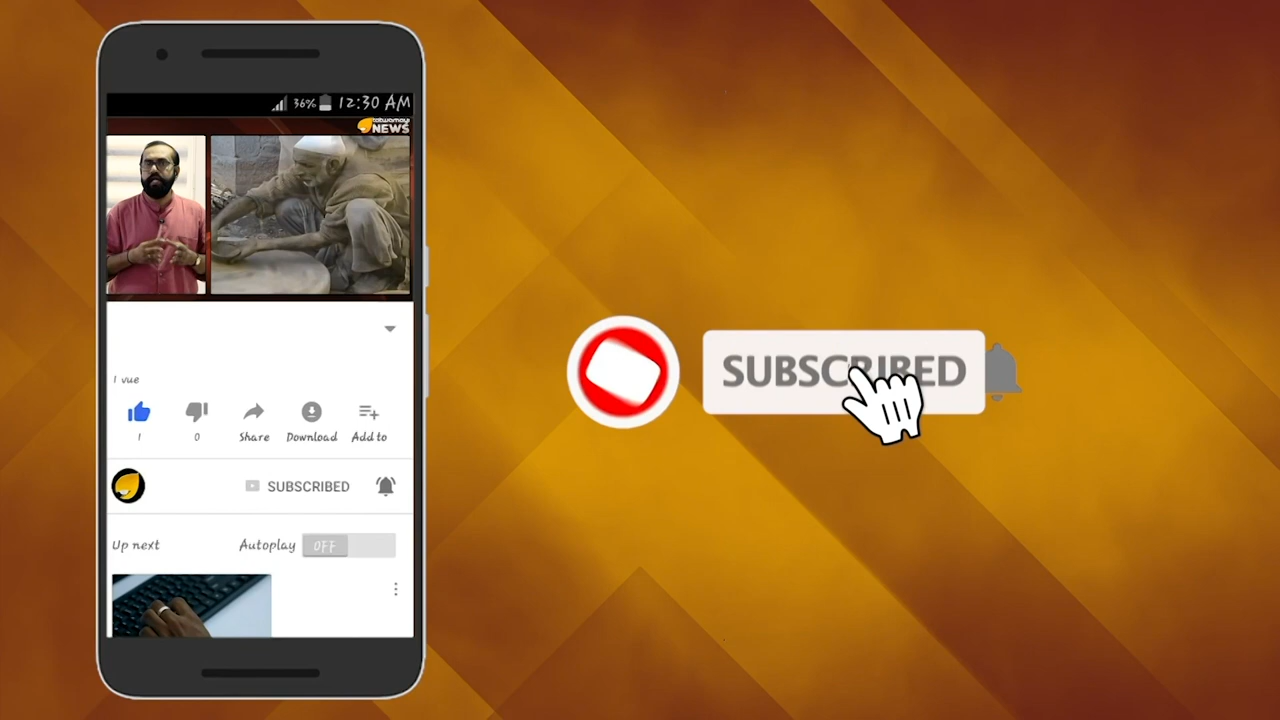 36% 12:30 AM
tatwamayi
NEWS
1 vue
1 0 Share Download Add to
SUBSCRIBED
Up next Autoplay OFF
SUBSCRIBED